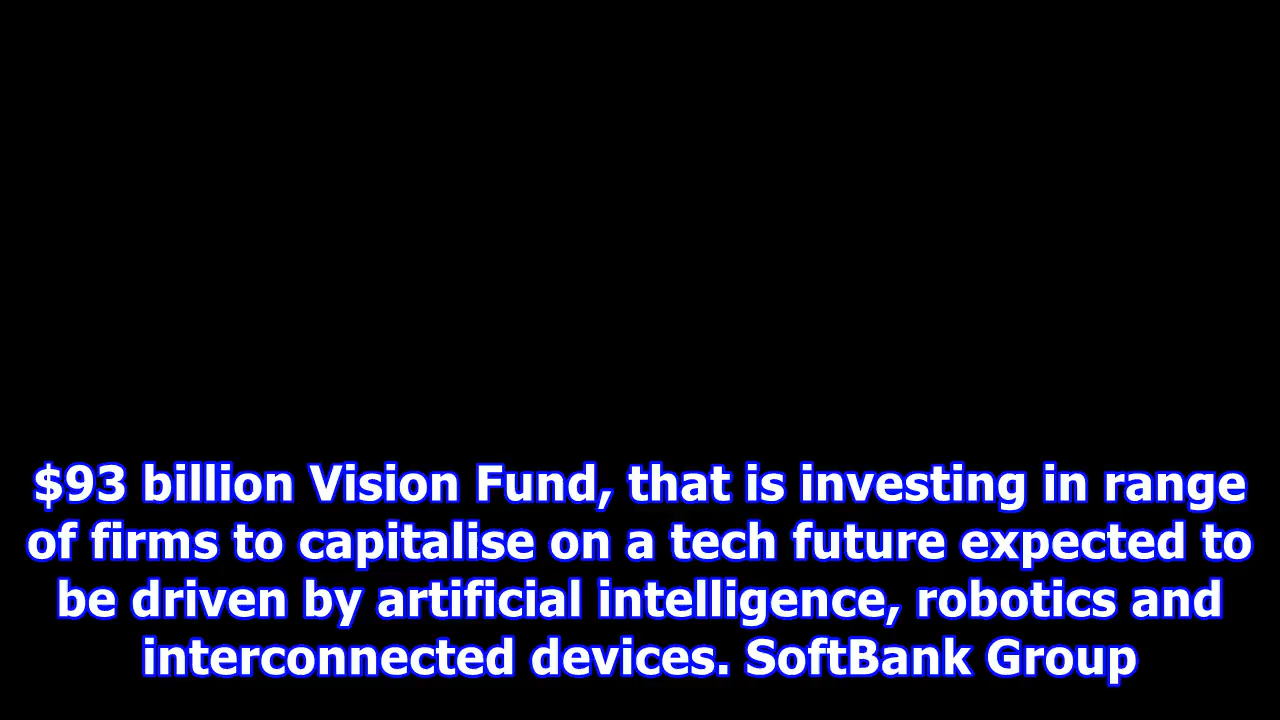 $93 billion Vision Fund, that is investing in range
of firms to capitalise on a tech future expected to
be driven by artificial intelligence, robotics and
interconnected devices. SoftBank Group